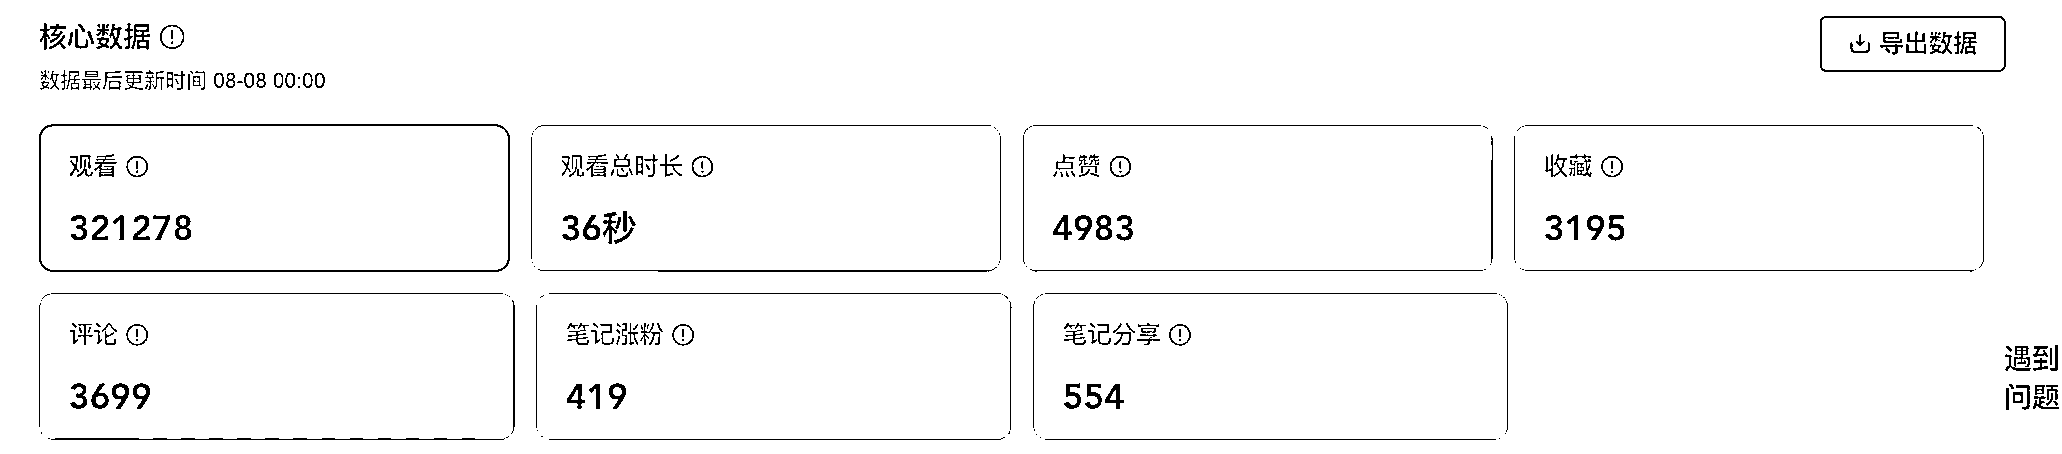 核心数据
导出数据
数据最后更新时间 08-08 00:00
观看
观看总时长
点赞
收藏
321278
36秒
4983
3195
评论
笔记涨粉
笔记分享
3699
419
554
遇到
问题